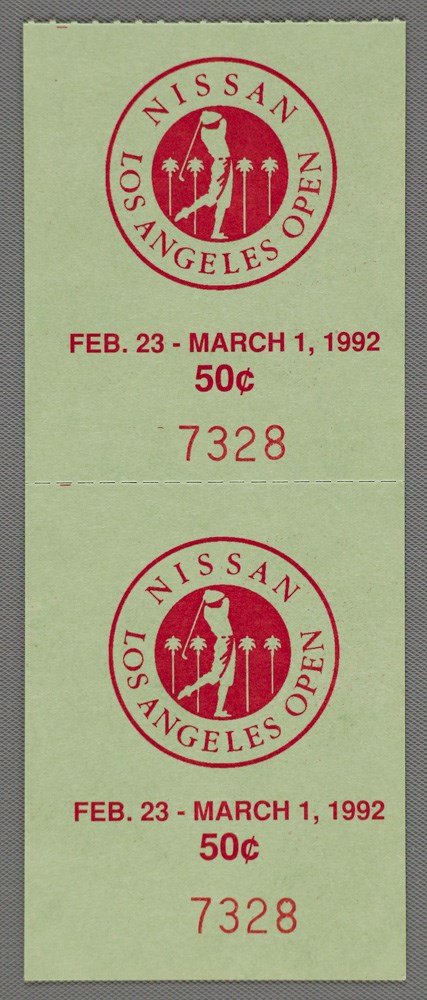 NISSAN
LOS ANGELES OPEN
FEB. 23 - MARCH 1, 1992
50¢
7328
NISSAN
LOS ANGELES OPEN
FEB. 23 - MARCH 1, 1992
50¢
7328